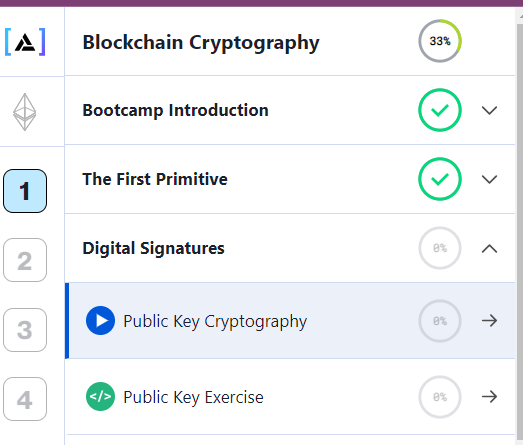 Blockchain Cryptography
33%
Bootcamp Introduction
The First Primitive
1
Digital Signatures
0%
2
Public Key Cryptography
0%
3
</>
Public Key Exercise
0%
4